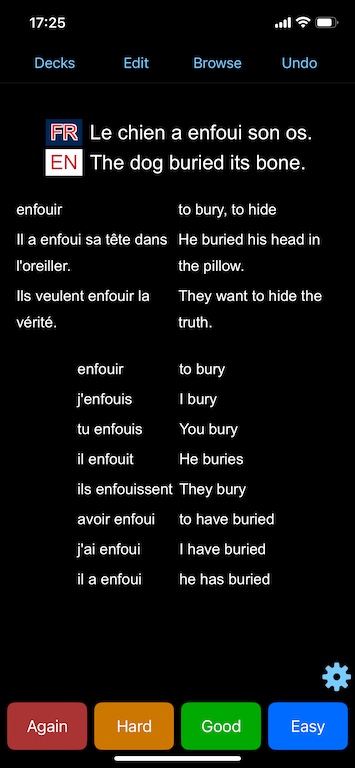 17:25
Decks Edit Browse Undo
FR Le chien a enfoui son os.
EN The dog buried its bone.
enfouir to bury, to hide
Il a enfoui sa tête dans He buried his head in
l'oreiller. the pillow.
Ils veulent enfouir la They want to hide the
vérité. truth.
enfouir to bury
j'enfouis I bury
tu enfouis You bury
il enfouit He buries
ils enfouissent They bury
avoir enfoui to have buried
j'ai enfoui I have buried
il a enfoui he has buried
Again Hard Good Easy